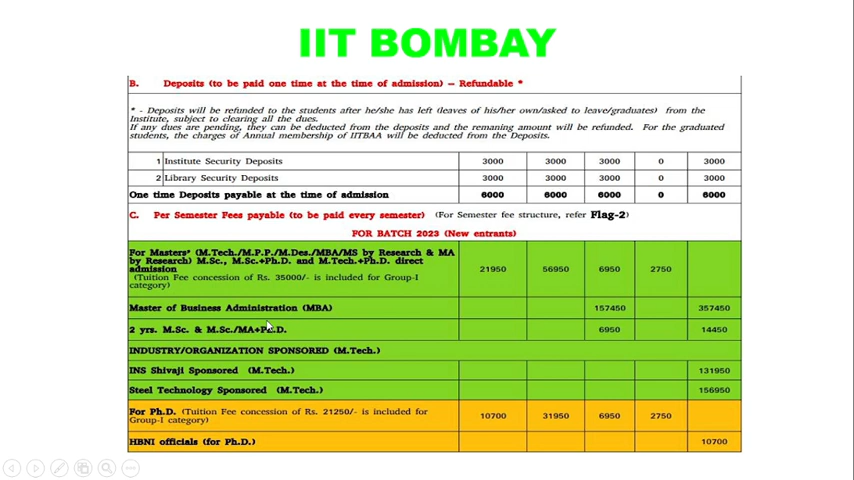 IIT BOMBAY
B. Deposits (to be paid one time at the time of admission) – Refundable *
* - Deposits will be refunded to the students after he/she has left (leaves of his/her own/asked to leave/graduates) from the
Institute, subject to clearing all the dues.
If any dues are pending, they can be deducted from the deposits and the remaning amount will be refunded. For the graduated
students, the charges of Annual membership of IITBAA will be deducted from the Deposits.
1 Institute Security Deposits 3000 3000 3000 0 3000
2 Library Security Deposits 3000 3000 3000 0 3000
One time Deposits payable at the time of admission 6000 6000 6000 0 6000
C. Per Semester Fees payable (to be paid every semester) (For Semester fee structure, refer Flag-2)
FOR BATCH 2023 (New entrants)
For Masters* (M.Tech./M.P.P./M.Des./MBA/MS by Research & MA
by Research) M.Sc., M.Sc.+Ph.D. and M.Tech.+Ph.D. direct
admission
(Tuition Fee concession of Rs. 35000/- is included for Group-I
category) 21950 56950 6950 2750
Master of Business Administration (MBA) 157450 357450
2 yrs. M.Sc. & M.Sc./MA+Ph.D. 6950 14450
INDUSTRY/ORGANIZATION SPONSORED (M.Tech.)
INS Shivaji Sponsored (M.Tech.) 131950
Steel Technology Sponsored (M.Tech.) 156950
For Ph.D. (Tuition Fee concession of Rs. 21250/- is included for
Group-I category) 10700 31950 6950 2750
HBNI officials (for Ph.D.) 10700